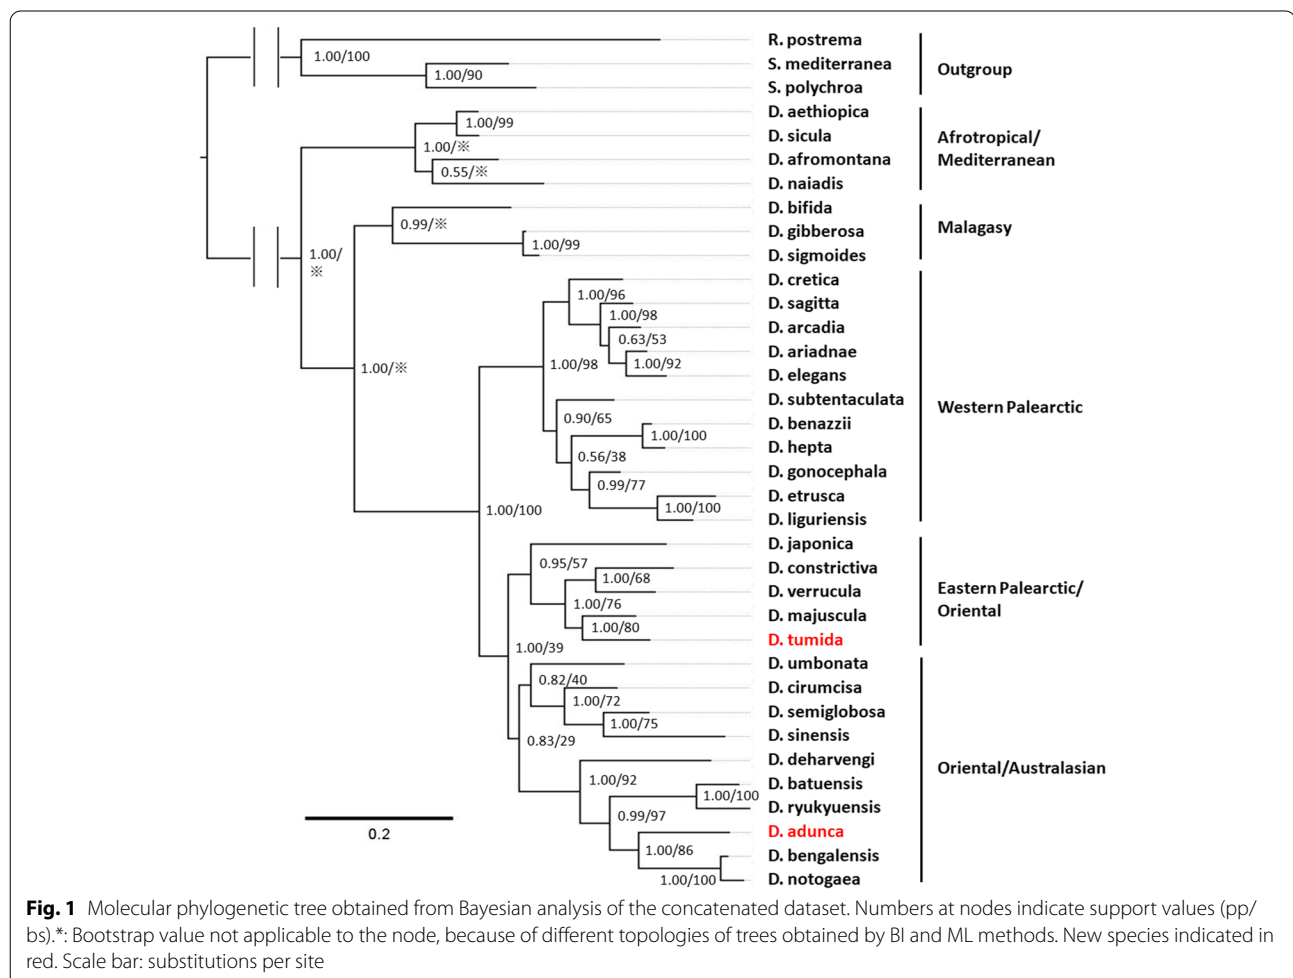 R. postrema
1.00/100
S. mediterranea
Outgroup
1.00/90
S. polychroa
D. aethiopica
1.00/99
D. sicula
Afrotropical/
Mediterranean
1.00/※
D. afromontana
0.55/※
D. naiadis
D. bifida
0.99/※
Malagasy
D. gibberosa
1.00/99
D. sigmoides
1.00/
※
D. cretica
1.00/96
D. sagitta
1.00/98
D. arcadia
0.63/53
D. ariadnae
1.00/92
1.00/98
1.00/※
D. elegans
D. subtentaculata
Western Palearctic
0.90/65
D. benazzii
1.00/100
D. hepta
0.56/38
D. gonocephala
0.99/77
D. etrusca
1.00/100
1.00/100
D. liguriensis
D. japonica
0.95/57
D. constrictiva
1.00/68
Eastern Palearctic/
Oriental
D. verrucula
1.00/76
D. majuscula
1.00/80
D. tumida
1.00/39
D. umbonata
0.82/40
D. cirumcisa
1.00/72
D. semiglobosa
1.00/75
D. sinensis
0.83/29
D. deharvengi
Oriental/Australasian
1.00/92
D. batuensis
1.00/100
D. ryukyuensis
0.99/97
0.2
D. adunca
1.00/86
D. bengalensis
1.00/100
D. notogaea
Fig. 1 Molecular phylogenetic tree obtained from Bayesian analysis of the concatenated dataset. Numbers at nodes indicate support values (pp/
bs).*: Bootstrap value not applicable to the node, because of different topologies of trees obtained by BI and ML methods. New species indicated in
red. Scale bar: substitutions per site